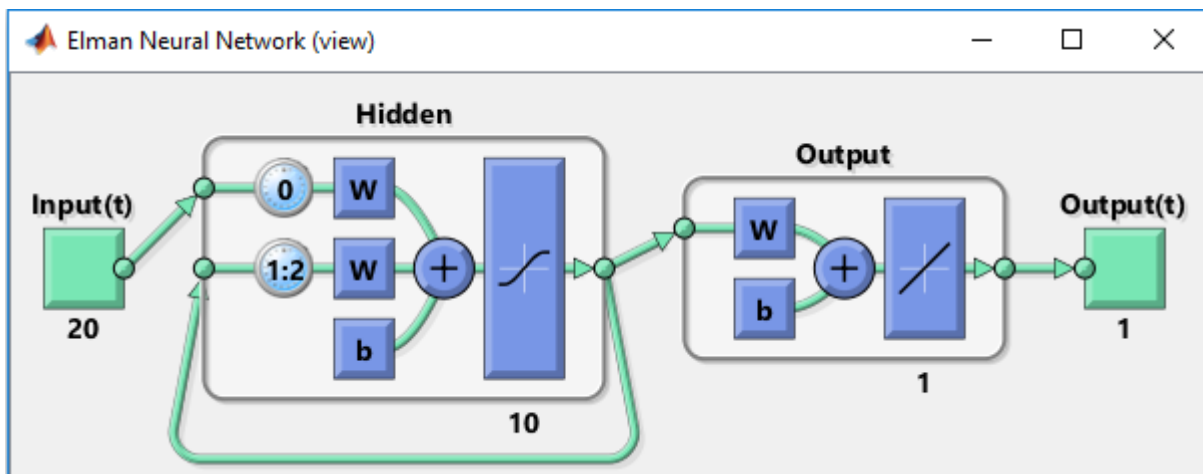 Elman Neural Network (view)
Hidden
Output
Input(t)
Output(t)
0
W
1:2
W
b
W
b
20
10
1
1